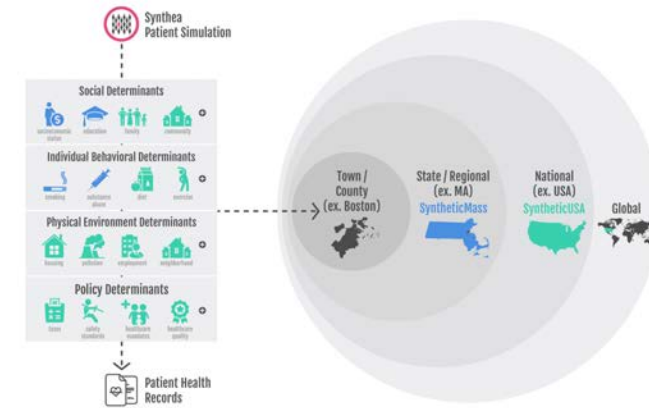 Synthea
Patient Simulation
Social Determinants
socioeconomic
status
education
family
community
Individual Behavioral Determinants
smoking
substance
abuse
diet
exercise
Physical Environment Determinants
housing
pollution
employment
neighborhood
Policy Determinants
taxes
safety
standards
healthcare
mandates
healthcare
quality
Patient Health
Records
Town /
County
(ex. Boston)
State / Regional
(ex. MA)
SyntheticMass
National
(ex. USA)
SyntheticUSA
Global